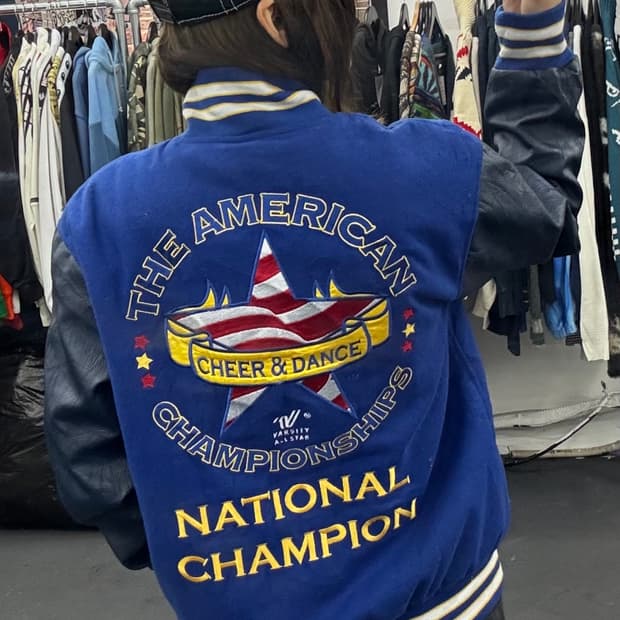 THE AMERICAN
CHEER & DANCE
VARSITY
ALL STAR
CHAMPIONSHIPS
NATIONAL
CHAMPION